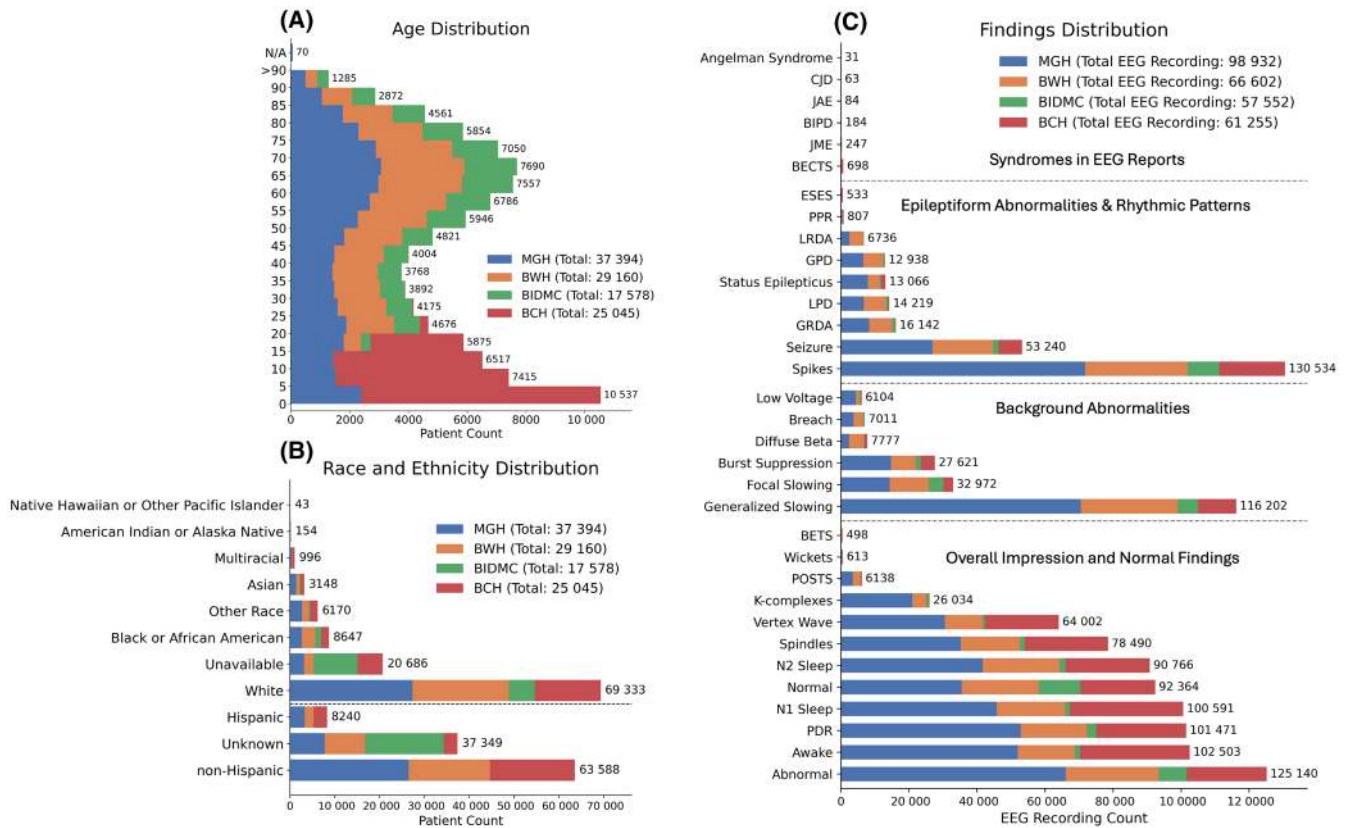 (A)
Age Distribution
N/A 70
>90
1285
90
2872
85
4561
80
5854
75
7050
70
7690
65
7557
60
6786
55
5946
50
4821
45
4004
40
3768
35
3892
30
4175
25
4676
20
5875
15
6517
10
7415
5
10 537
0
MGH (Total: 37 394)
BWH (Total: 29 160)
BIDMC (Total: 17 578)
BCH (Total: 25 045)
0 2000 4000 6000 8000 10 000
Patient Count
(B)
Race and Ethnicity Distribution
Native Hawaiian or Other Pacific Islander 43
American Indian or Alaska Native 154
Multiracial 996
Asian 3148
Other Race 6170
Black or African American 8647
Unavailable 20 686
White 69 333
Hispanic 8240
Unknown 37 349
non-Hispanic 63 588
MGH (Total: 37 394)
BWH (Total: 29 160)
BIDMC (Total: 17 578)
BCH (Total: 25 045)
0 10 000 20 000 30 000 40 000 50 000 60 000 70 000
Patient Count
(C)
Findings Distribution
MGH (Total EEG Recording: 98 932)
BWH (Total EEG Recording: 66 602)
BIDMC (Total EEG Recording: 57 552)
BCH (Total EEG Recording: 61 255)
Angelman Syndrome 31
CJD 63
JAE 84
BIPD 184
JME 247
BECTS 698
Syndromes in EEG Reports
ESES 533
Epileptiform Abnormalities & Rhythmic Patterns
PPR 807
LRDA 6736
GPD 12 938
Status Epilepticus 13 066
LPD 14 219
GRDA 16 142
Seizure 53 240
Spikes 130 534
Low Voltage 6104
Background Abnormalities
Breach 7011
Diffuse Beta 7777
Burst Suppression 27 621
Focal Slowing 32 972
Generalized Slowing 116 202
BETS 498
Wickets 613
Overall Impression and Normal Findings
POSTS 6138
K-complexes 26 034
Vertex Wave 64 002
Spindles 78 490
N2 Sleep 90 766
Normal 92 364
N1 Sleep 100 591
PDR 101 471
Awake 102 503
Abnormal 125 140
0 20 000 40 000 60 000 80 000 10 0000 12 0000
EEG Recording Count